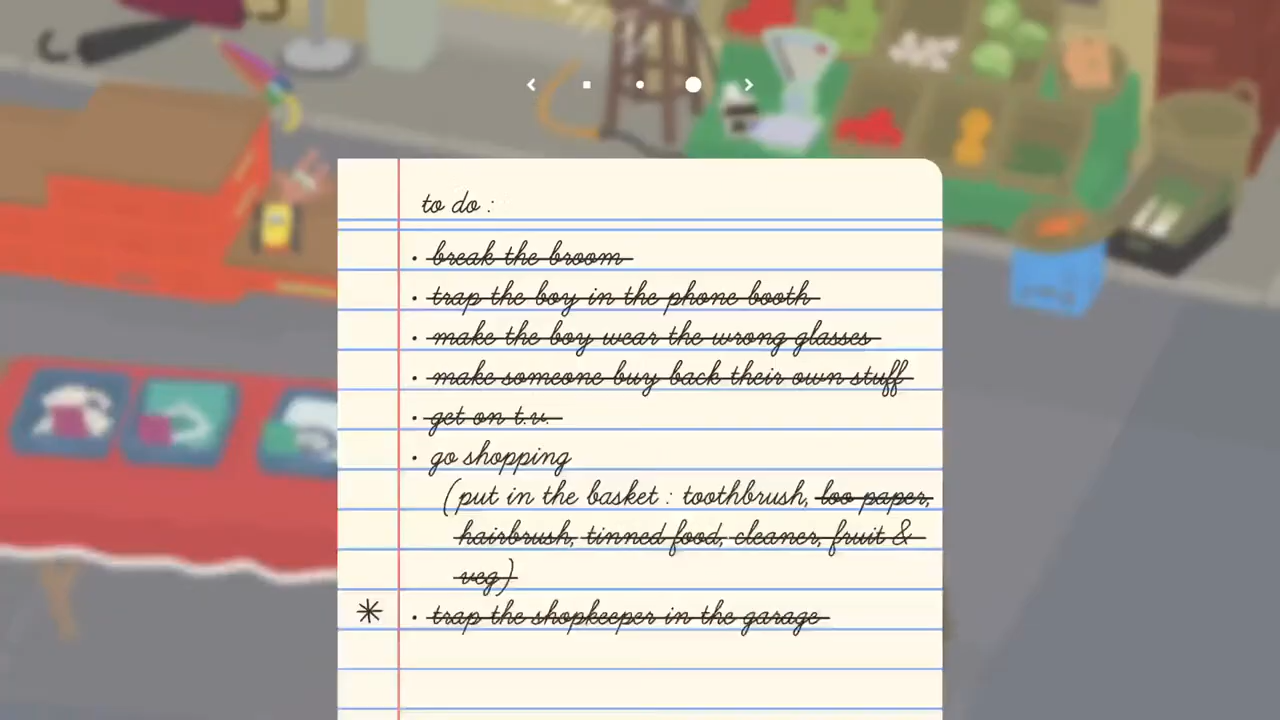 to do :
• break the broom
• trap the boy in the phone booth
• make the boy wear the wrong glasses
• make someone buy back their own stuff
• get on t.v.
• go shopping
(put in the basket : toothbrush, loo paper,
hairbrush, tinned food, cleaner, fruit &
veg)
* • trap the shopkeeper in the garage